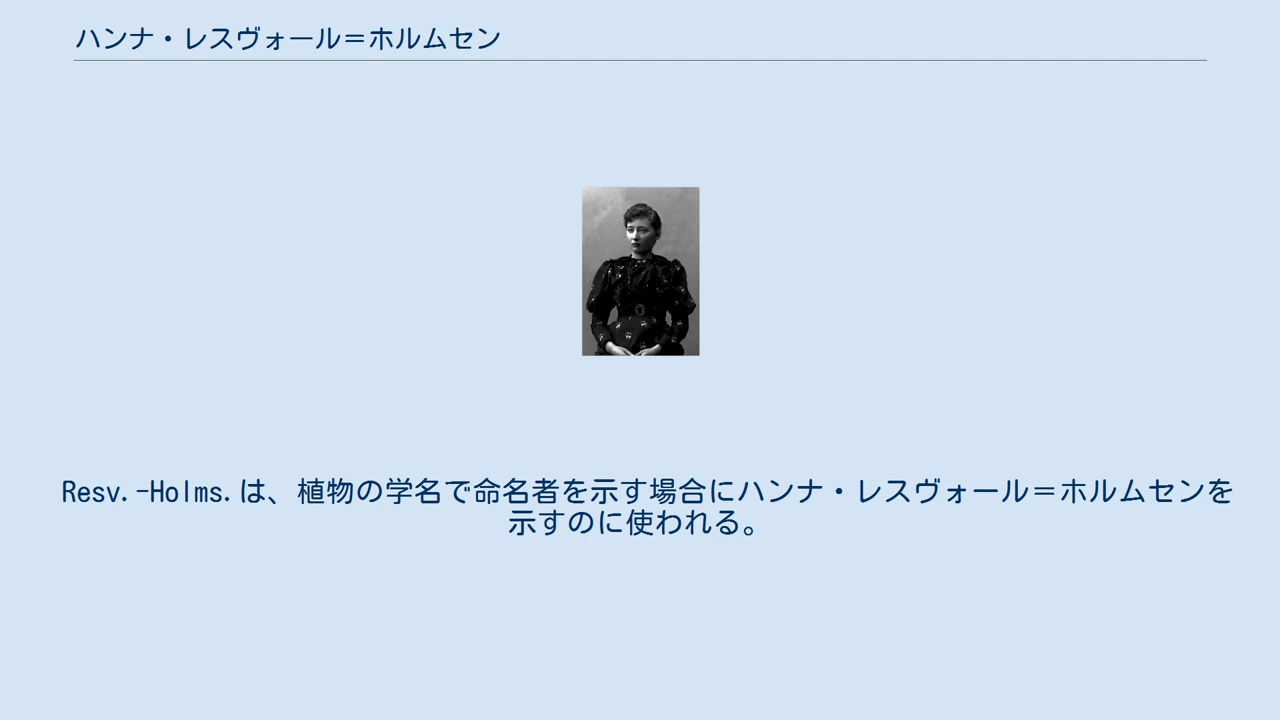 ハンナ・レスヴォール＝ホルムセン
Resv.-Holms.は、植物の学名で命名者を示す場合にハンナ・レスヴォール＝ホルムセンを
示すのに使われる。